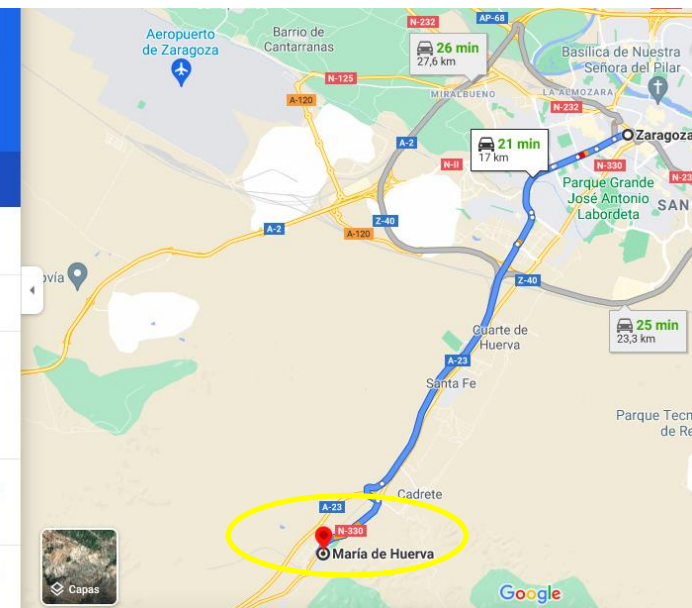 N-232
AP-68
Aeropuerto
de Zaragoza
Barrio de
Cantarranas
26 min
27,6 km
Basílica de Nuestra
Señora del Pilar
N-125
MIRALBUENO
LA ALMOZARA
A-120
N-232
A-2
21 min
17 km
Zaragoza
N-II
N-330
Parque Grande
José Antonio
Labordeta
SAN
Z-40
A-2
A-120
Z-40
25 min
23,3 km
Cuarte de
Huerva
A-23
Santa Fe
Parque Tecn
de Re
Cadrete
A-23
N-330
María de Huerva
Capas
Google